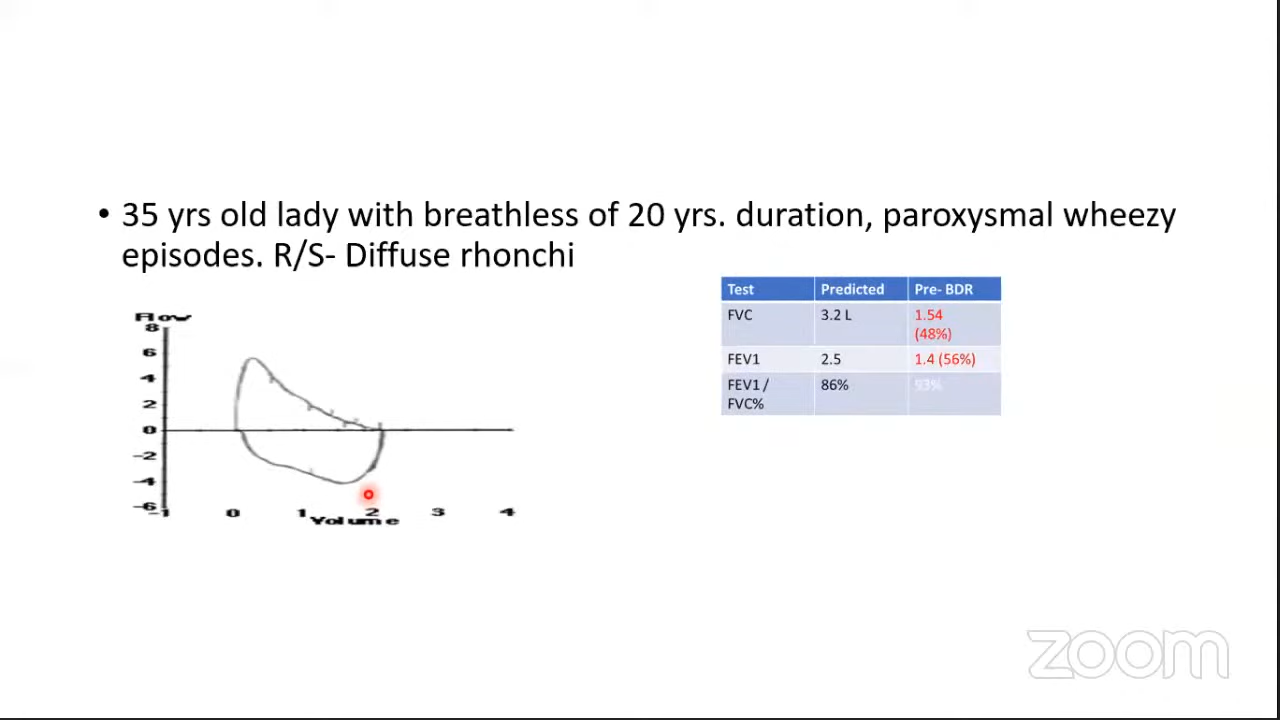 • 35 yrs old lady with breathless of 20 yrs. duration, paroxysmal wheezy
episodes. R/S- Diffuse rhonchi
Test Predicted Pre- BDR
FVC 3.2 L 1.54
(48%)
FEV1 2.5 1.4 (56%)
FEV1 / 86% 93%
FVC%
Flow
8
6
4
2
0
-2
-4
-6
-1 0 1 2 3 4
Volume
zoom